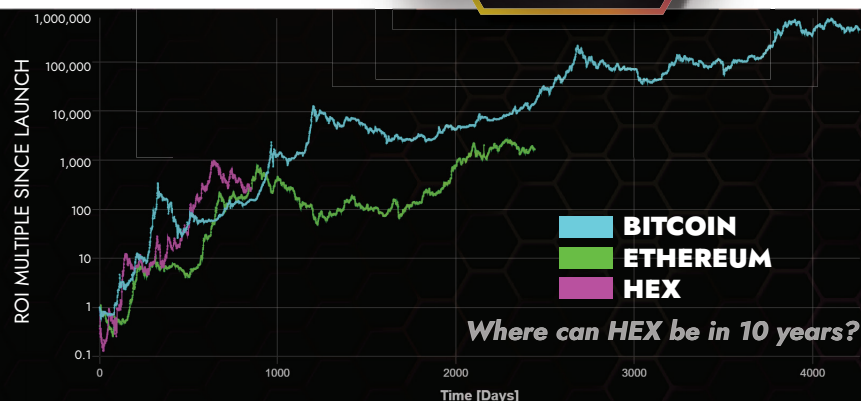 1,000,000
100,000
10,000
1,000
100
10
1
0.1
ROI MULTIPLE SINCE LAUNCH
BITCOIN
ETHEREUM
HEX
Where can HEX be in 10 years?
0 1000 2000 3000 4000
Time [Days]